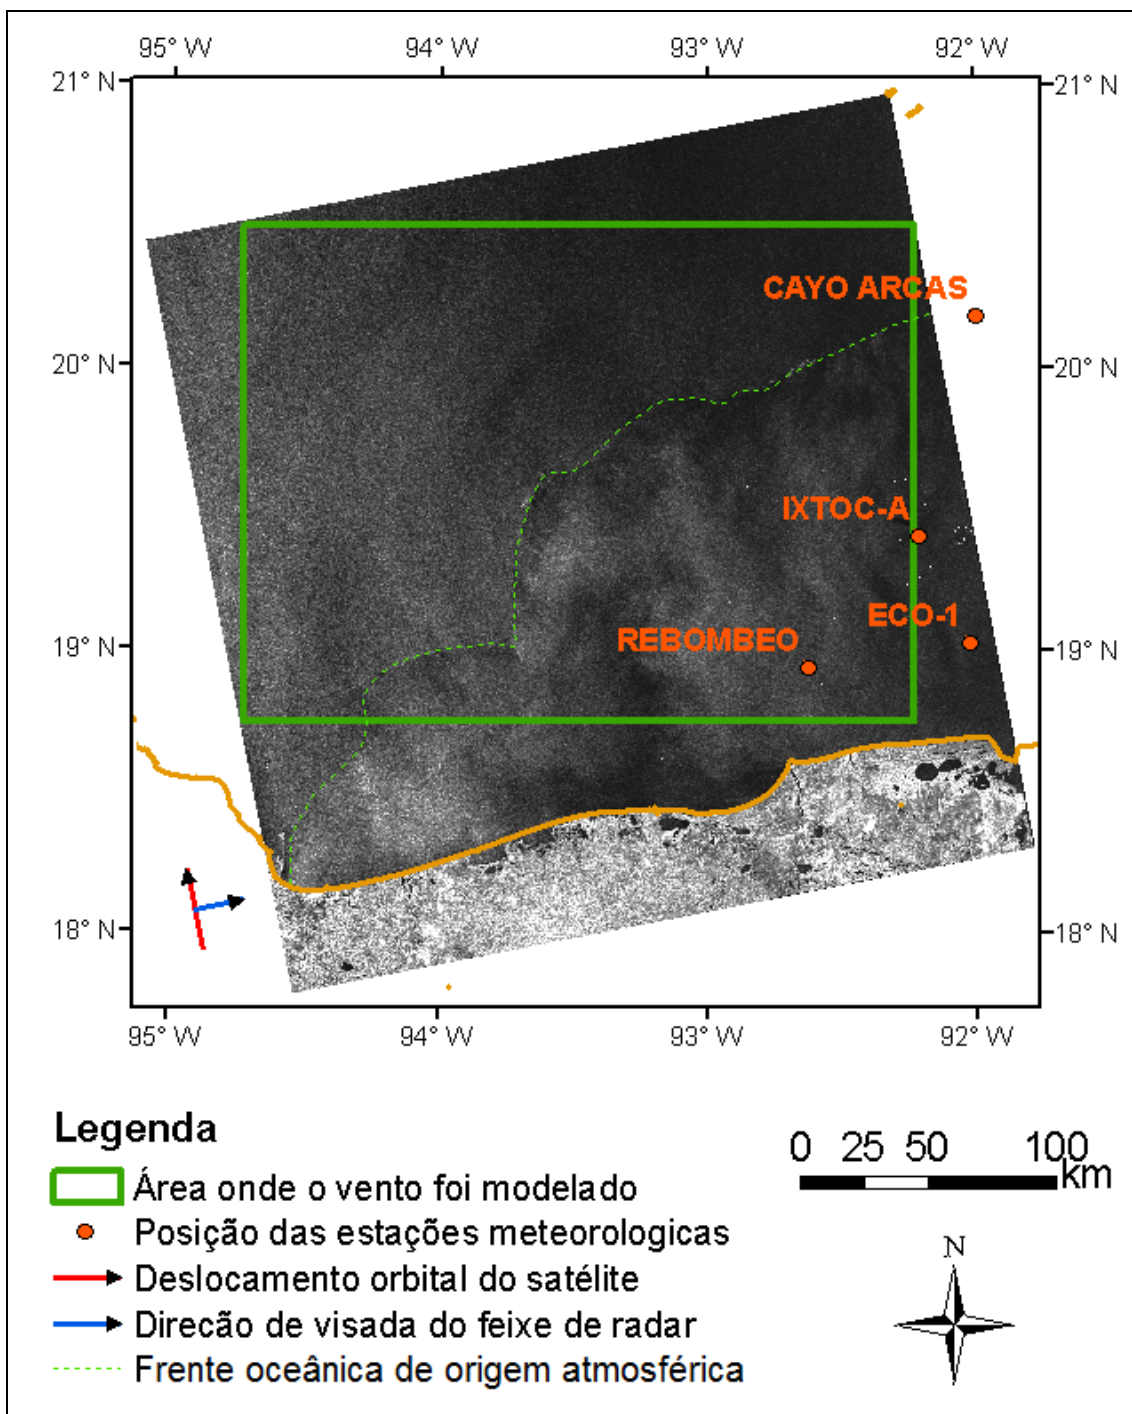 95° W 94° W 93° W 92° W
21° N 21° N
CAYO ARCAS
20° N 20° N
IXTOC-A
ECO-1
REBOMBEO
19° N 19° N
18° N 18° N
95° W 94° W 93° W 92° W
Legenda
0 25 50 100
km
Área onde o vento foi modelado
Posição das estações meteorologicas
Deslocamento orbital do satélite
Direcão de visada do feixe de radar
Frente oceânica de origem atmosférica
N